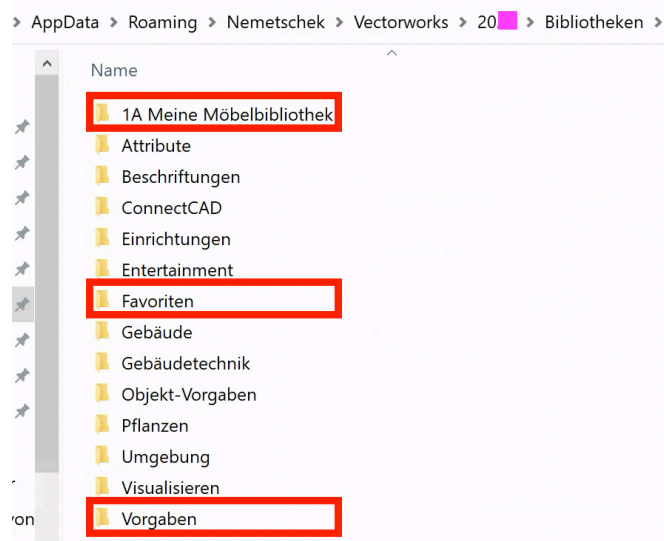 AppData > Roaming > Nemetschek > Vectorworks > 20 > Bibliotheken >
Name
1A Meine Möbelbibliothek
Attribute
Beschriftungen
ConnectCAD
Einrichtungen
Entertainment
Favoriten
Gebäude
Gebäudetechnik
Objekt-Vorgaben
Pflanzen
Umgebung
Visualisieren
Vorgaben